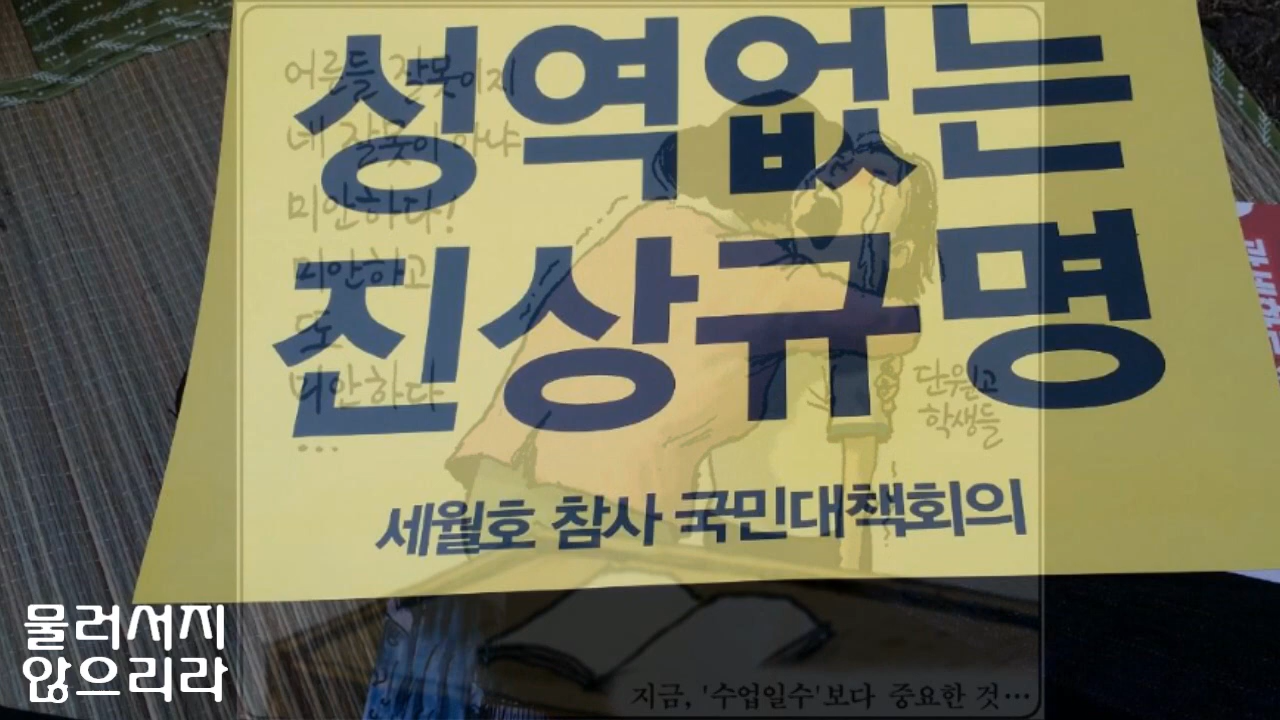 성역없는
진상규명
세월호 참사 국민대책회의
어른들 잘못이지
네 잘못이 아냐
미안하다!
미안하고
또
미안하다
...
단원고
학생들
지금, '수업일수'보다 중요한 것…
물러서지
않으리라